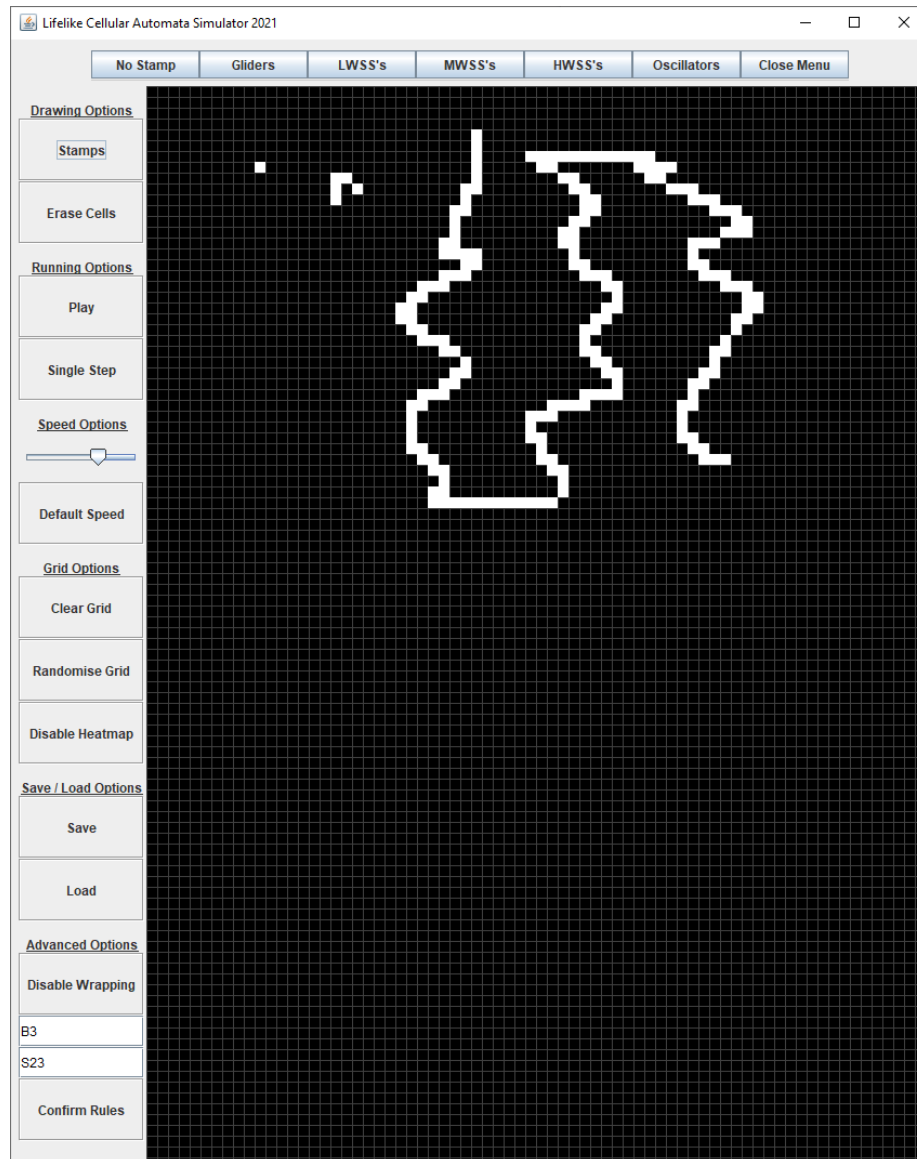 Lifelike Cellular Automata Simulator 2021
No Stamp Gliders LWSS's MWSS's HWSS's Oscillators Close Menu
Drawing Options
Stamps
Erase Cells
Running Options
Play
Single Step
Speed Options
Default Speed
Grid Options
Clear Grid
Randomise Grid
Disable Heatmap
Save / Load Options
Save
Load
Advanced Options
Disable Wrapping
B3
S23
Confirm Rules